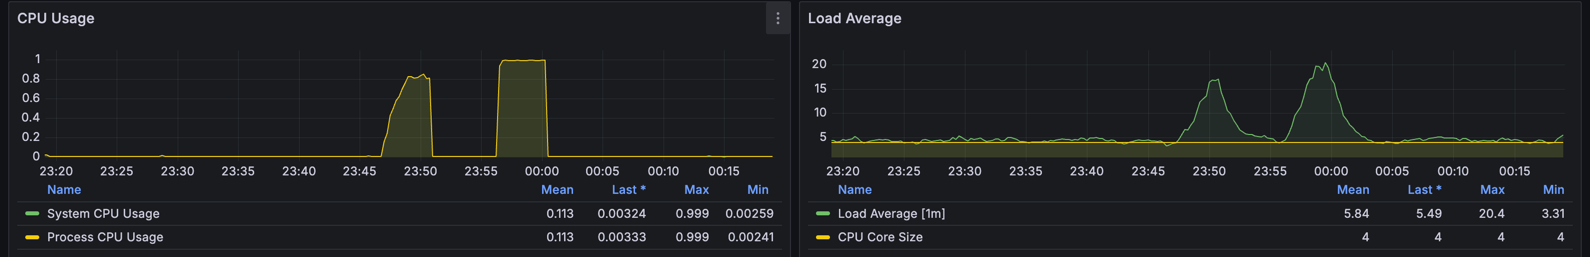 CPU Usage
1
0.8
0.6
0.4
0.2
0
23:20 23:25 23:30 23:35 23:40 23:45 23:50 23:55 00:00 00:05 00:10 00:15
Name Mean Last * Max Min
System CPU Usage 0.113 0.00324 0.999 0.00259
Process CPU Usage 0.113 0.00333 0.999 0.00241
Load Average
20
15
10
5
23:20 23:25 23:30 23:35 23:40 23:45 23:50 23:55 00:00 00:05 00:10 00:15
Name Mean Last * Max Min
Load Average [1m] 5.84 5.49 20.4 3.31
CPU Core Size 4 4 4 4